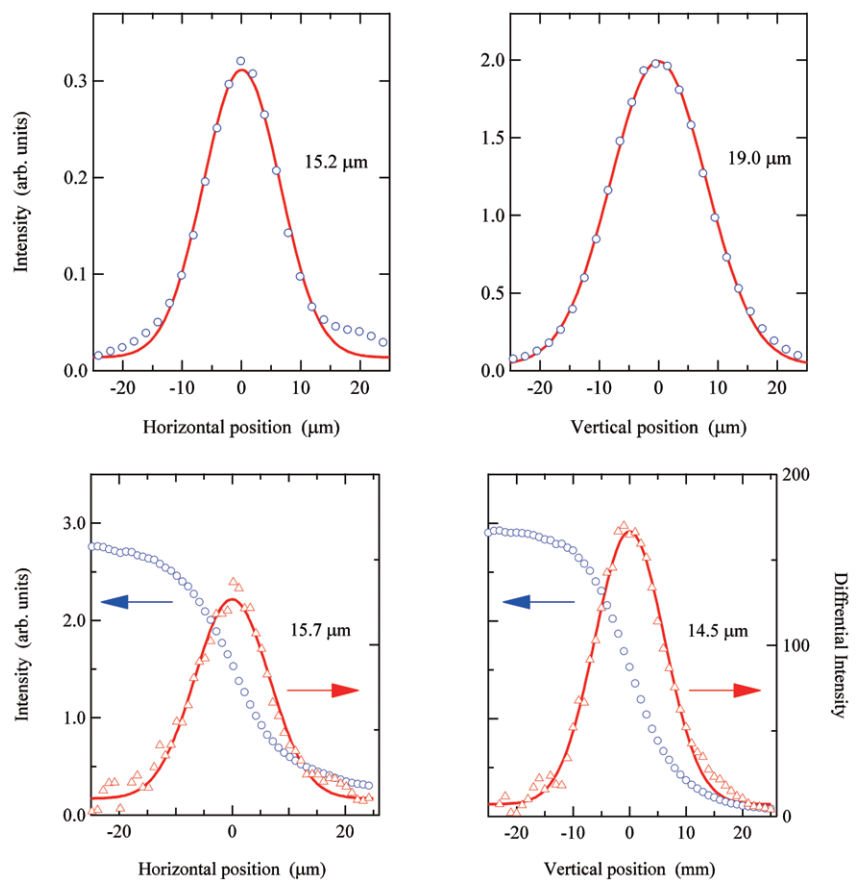 0.3
0.2
0.1
0.0
Intensity (arb. units)
15.2 μm
-20 -10 0 10 20
Horizontal position (μm)
2.0
1.5
1.0
0.5
0.0
19.0 μm
-20 -10 0 10 20
Vertical position (μm)
3.0
2.0
1.0
0.0
Intensity (arb. units)
15.7 μm
-20 0 20
Horizontal position (μm)
200
100
0
Diffrential Intensity
14.5 μm
-20 -10 0 10 20
Vertical position (mm)